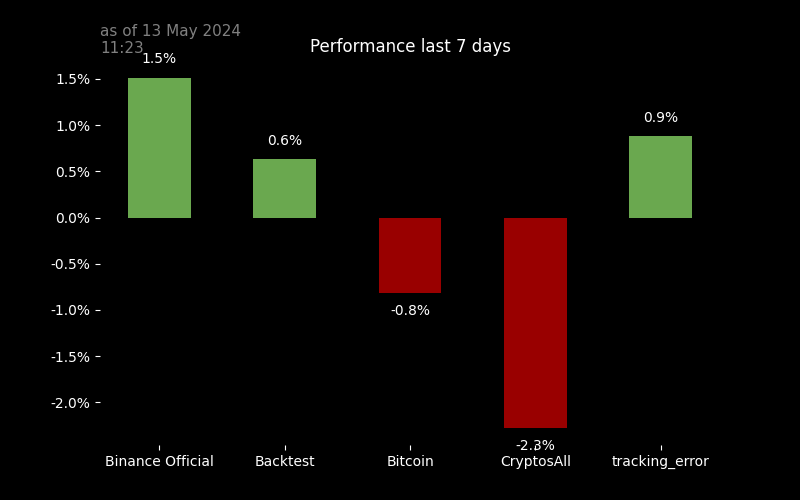 as of 13 May 2024
11:23
Performance last 7 days
1.5%
0.6%
-0.8%
-2.3%
0.9%
1.5%
1.0%
0.5%
0.0%
-0.5%
-1.0%
-1.5%
-2.0%
Binance Official
Backtest
Bitcoin
CryptosAll
tracking_error